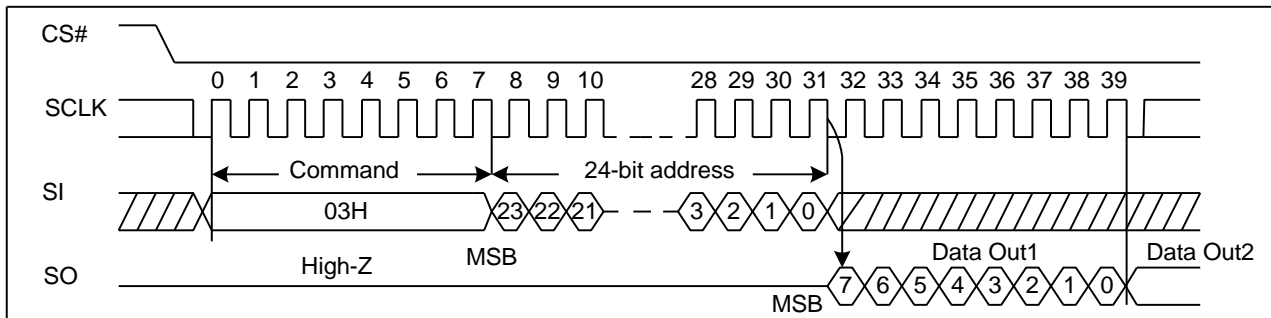 CS#
0 1 2 3 4 5 6 7 8 9 10 28 29 30 31 32 33 34 35 36 37 38 39
SCLK
Command 24-bit address
SI
03H 23 22 21 3 2 1 0
High-Z MSB Data Out1 Data Out2
SO
MSB 7 6 5 4 3 2 1 0